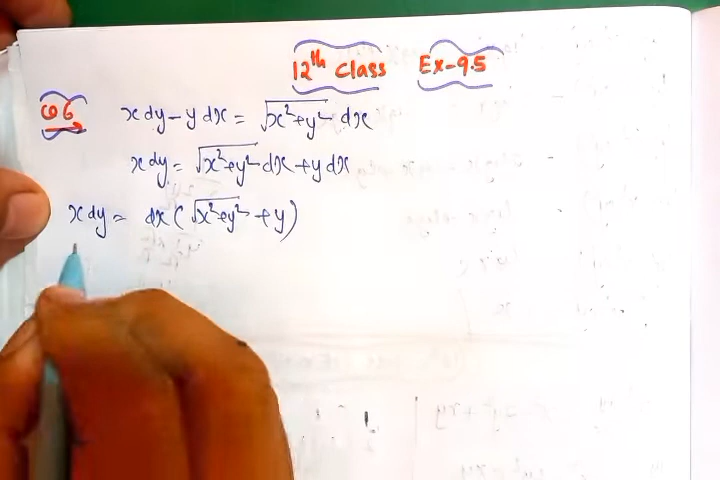 12th Class Ex-9.5
Q6 x dy - y dx = √x²+y² dx
x dy = √x²+y² dx + y dx
x dy = dx (√x²+y² + y)